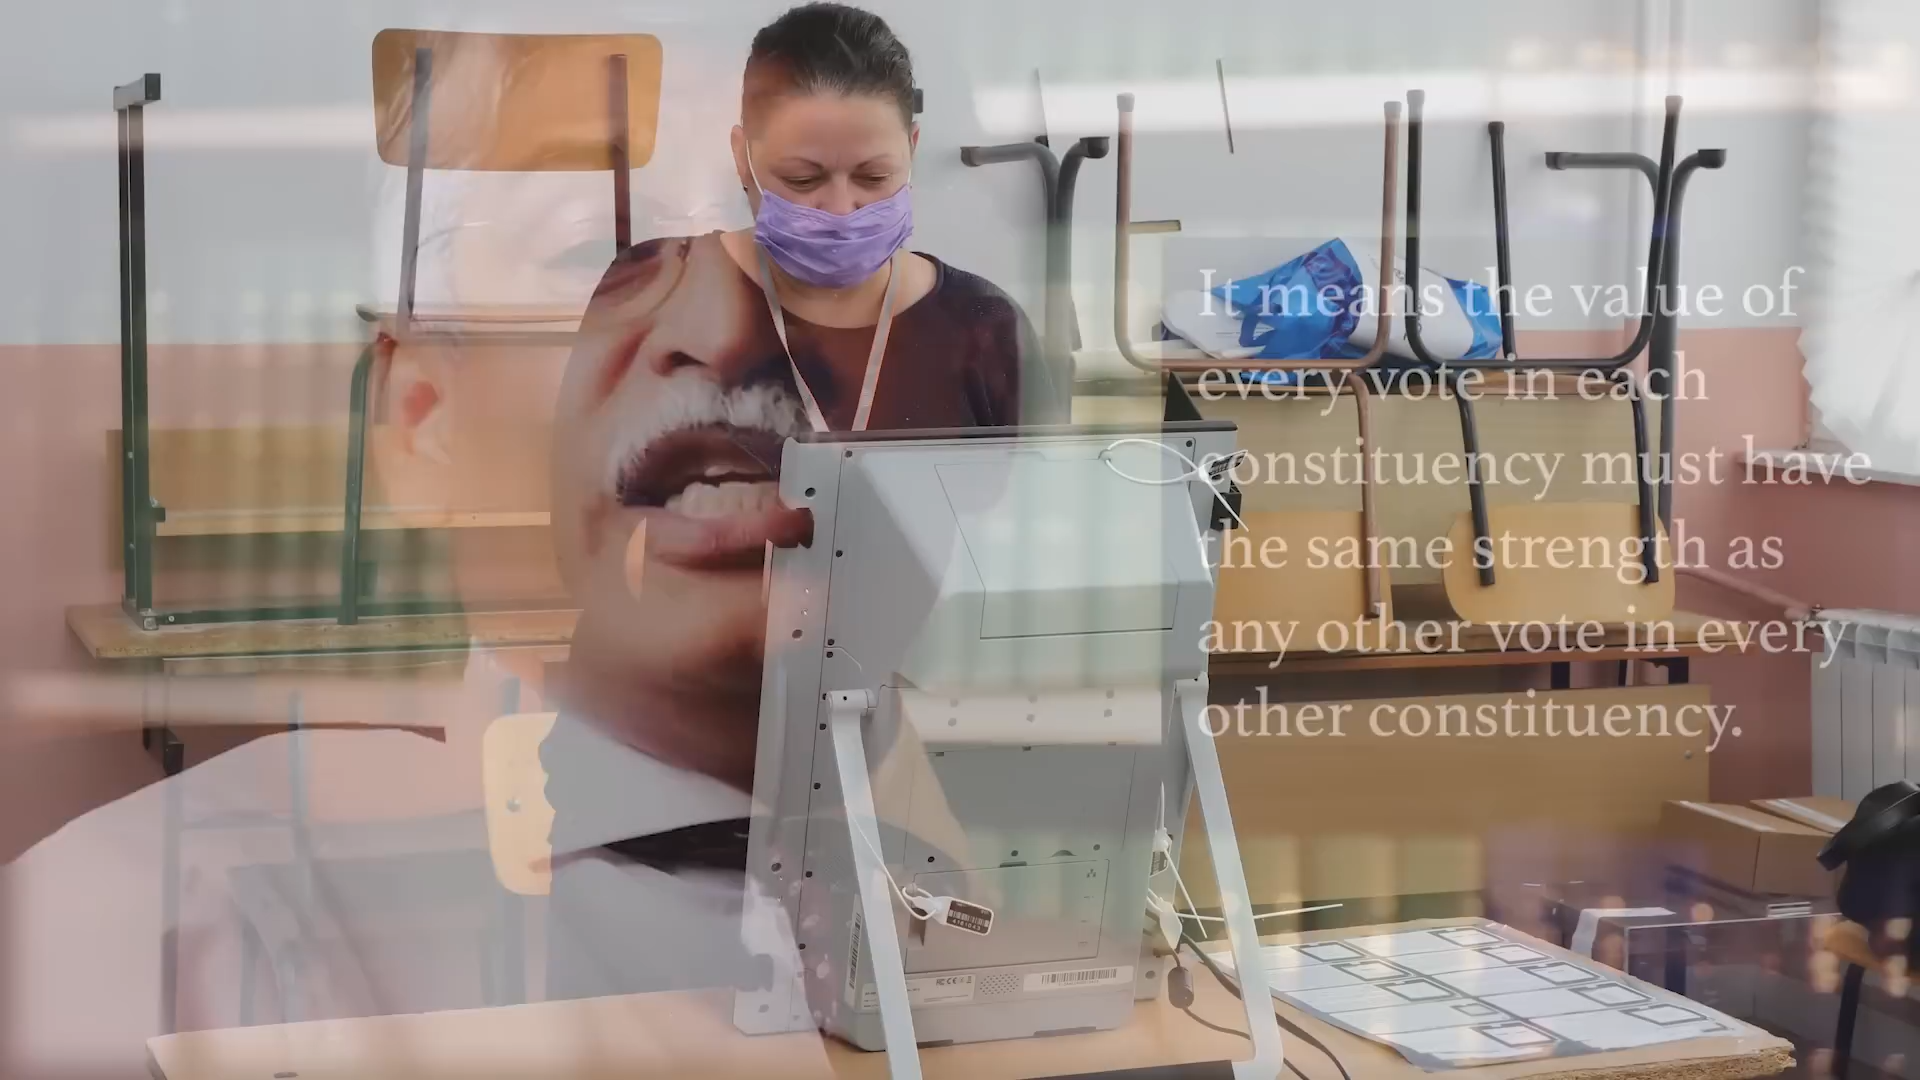 It means the value of
every vote in each
constituency must have
the same strength as
any other vote in every
other constituency.